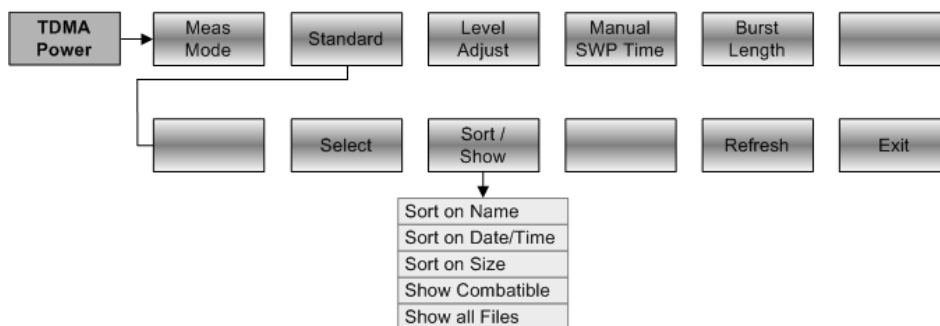 TDMA
Power
Meas
Mode
Standard
Level
Adjust
Manual
SWP Time
Burst
Length
Select
Sort /
Show
Refresh
Exit
Sort on Name
Sort on Date/Time
Sort on Size
Show Combatible
Show all Files